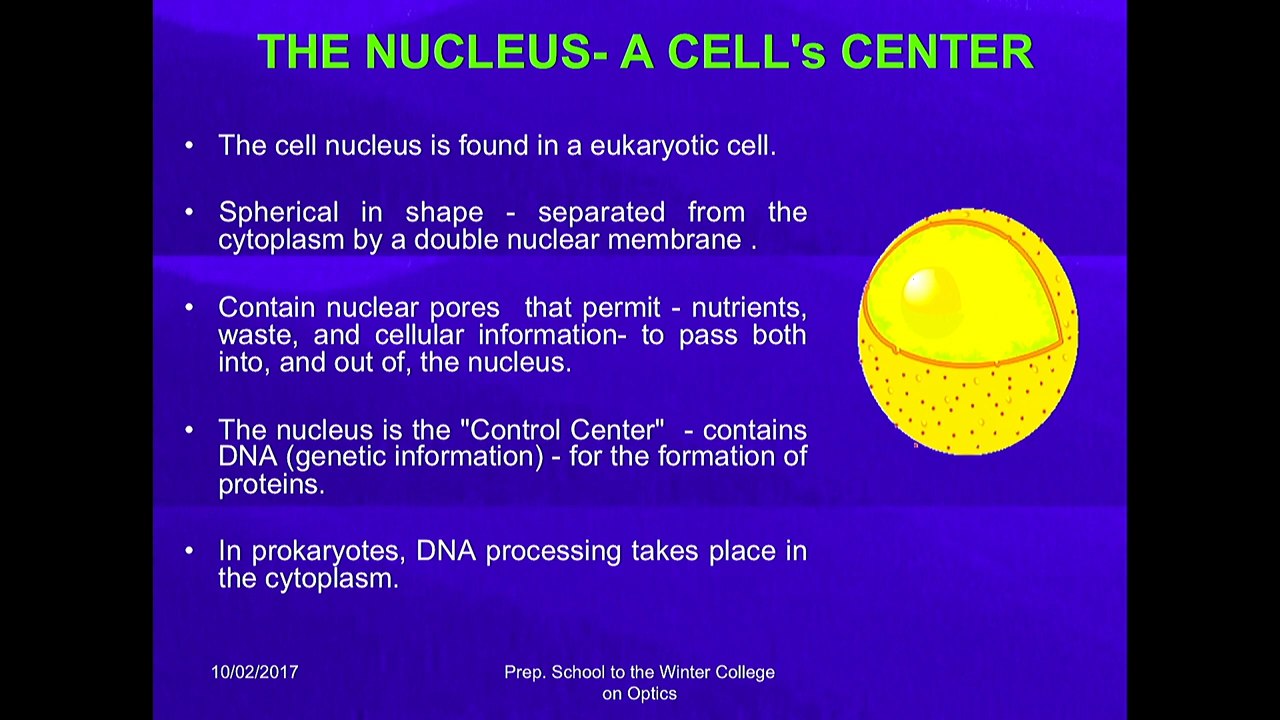 THE NUCLEUS- A CELL's CENTER
• The cell nucleus is found in a eukaryotic cell.
• Spherical in shape - separated from the
cytoplasm by a double nuclear membrane .
• Contain nuclear pores that permit - nutrients,
waste, and cellular information- to pass both
into, and out of, the nucleus.
• The nucleus is the "Control Center" - contains
DNA (genetic information) - for the formation of
proteins.
• In prokaryotes, DNA processing takes place in
the cytoplasm.
10/02/2017
Prep. School to the Winter College
on Optics